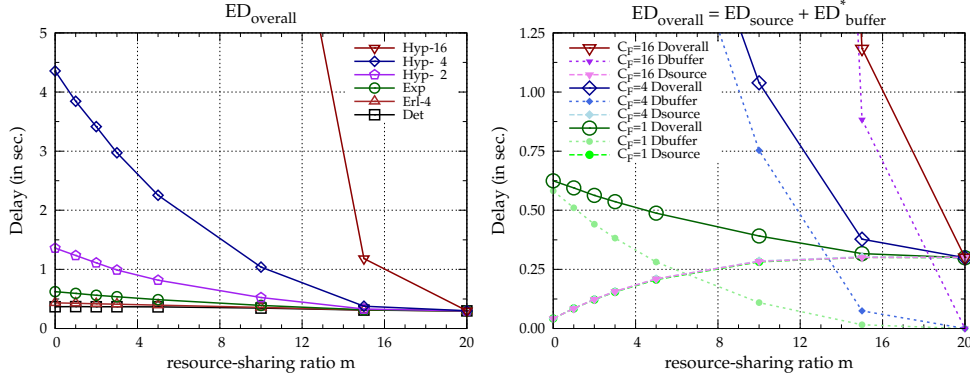 ED_overall
5
4
3
2
1
0
Delay (in sec.)
Hyp-16
Hyp- 4
Hyp- 2
Exp
Erl-4
Det
0 4 8 12 16 20
resource-sharing ratio m
ED_overall = ED_source + ED*_buffer
1.25
1.00
0.75
0.50
0.25
0.00
Delay (in sec.)
C_F=16 Doverall
C_F=16 Dbuffer
C_F=16 Dsource
C_F=4 Doverall
C_F=4 Dbuffer
C_F=4 Dsource
C_F=1 Doverall
C_F=1 Dbuffer
C_F=1 Dsource
0 4 8 12 16 20
resource-sharing ratio m